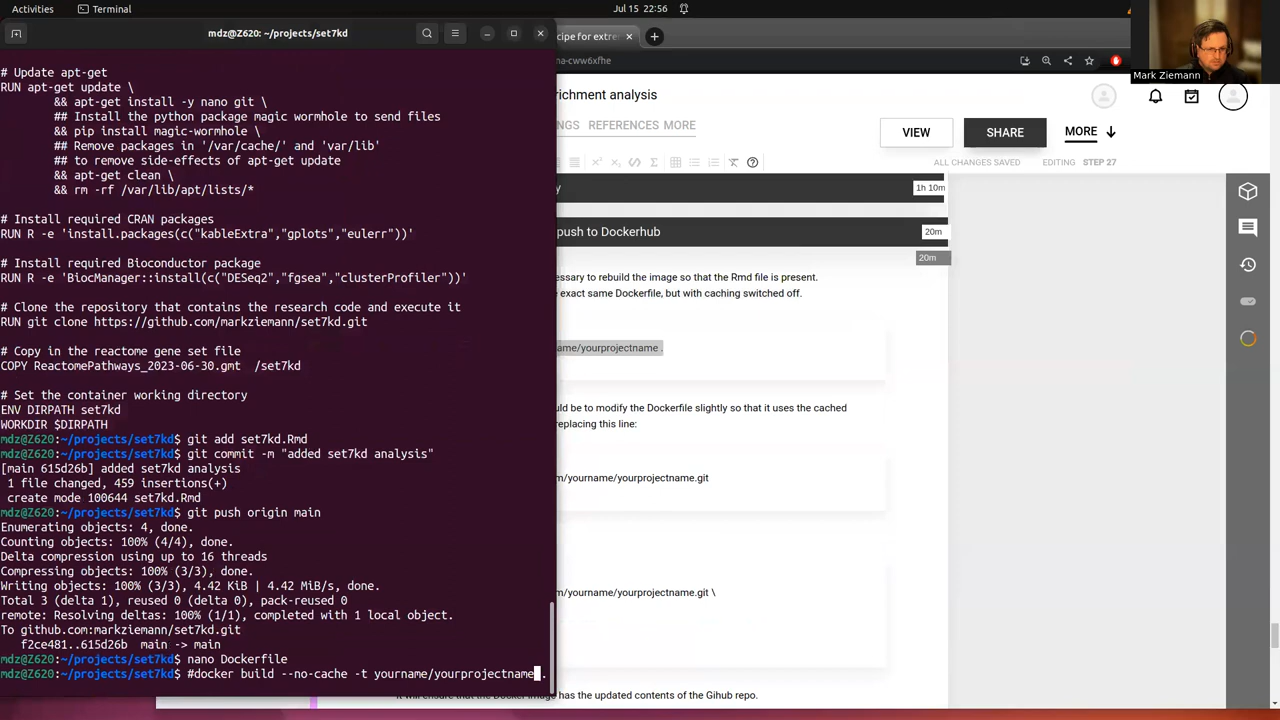 Activities
Terminal
Jul 15 22:56
mdz@Z620: ~/projects/set7kd
# Update apt-get
RUN apt-get update \
&& apt-get install -y nano git \
## Install the python package magic wormhole to send files
&& pip install magic-wormhole \
## Remove packages in '/var/cache/' and 'var/lib'
## to remove side-effects of apt-get update
&& apt-get clean \
&& rm -rf /var/lib/apt/lists/*
# Install required CRAN packages
RUN R -e 'install.packages(c("kableExtra","gplots","eulerr"))'
# Install required Bioconductor package
RUN R -e 'BiocManager::install(c("DESeq2","fgsea","clusterProfiler"))'
# Clone the repository that contains the research code and execute it
RUN git clone https://github.com/markziemann/set7kd.git
# Copy in the reactome gene set file
COPY ReactomePathways_2023-06-30.gmt  /set7kd
# Set the container working directory
ENV DIRPATH set7kd
WORKDIR $DIRPATH
mdz@Z620:~/projects/set7kd$ git add set7kd.Rmd
mdz@Z620:~/projects/set7kd$ git commit -m "added set7kd analysis"
[main 615d26b] added set7kd analysis
1 file changed, 459 insertions(+)
create mode 100644 set7kd.Rmd
mdz@Z620:~/projects/set7kd$ git push origin main
Enumerating objects: 4, done.
Counting objects: 100% (4/4), done.
Delta compression using up to 16 threads
Compressing objects: 100% (3/3), done.
Writing objects: 100% (3/3), 4.42 KiB | 4.42 MiB/s, done.
Total 3 (delta 1), reused 0 (delta 0), pack-reused 0
remote: Resolving deltas: 100% (1/1), completed with 1 local object.
To github.com:markziemann/set7kd.git
f2ce481..615d26b  main -> main
mdz@Z620:~/projects/set7kd$ nano Dockerfile
mdz@Z620:~/projects/set7kd$ #docker build --no-cache -t yourname/yourprojectname .
ecipe for extre
na-cww6xfhe
richment analysis
NGS REFERENCES MORE
VIEW
SHARE
MORE
ALL CHANGES SAVED
EDITING STEP 27
y
1h 10m
push to Dockerhub
20m
20m
essary to rebuild the image so that the Rmd file is present.
e exact same Dockerfile, but with caching switched off.
ame/yourprojectname .
uld be to modify the Dockerfile slightly so that it uses the cached
replacing this line:
m/yourname/yourprojectname.git
m/yourname/yourprojectname.git \
It will ensure that the Docker image has the updated contents of the Gihub repo.
Mark Ziemann